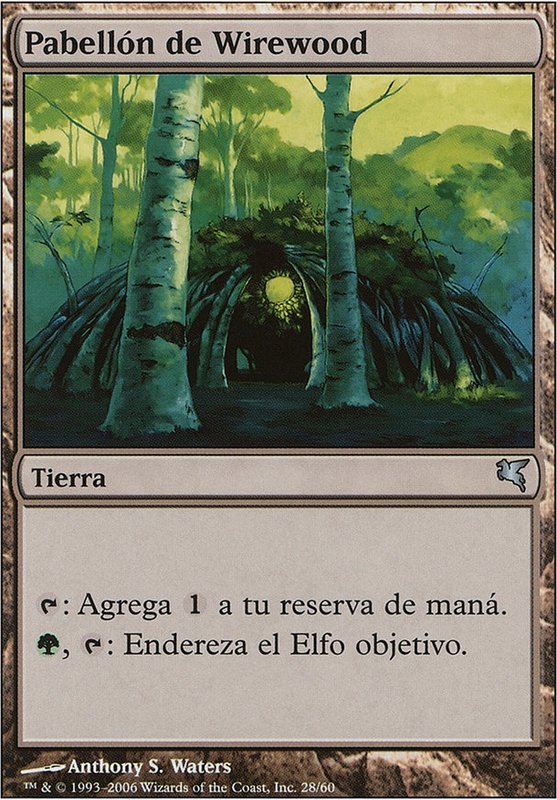 Pabellón de Wirewood
Tierra
: Agrega 1 a tu reserva de maná.
, : Endereza el Elfo objetivo.
Anthony S. Waters
™ & © 1993–2006 Wizards of the Coast, Inc. 28/60